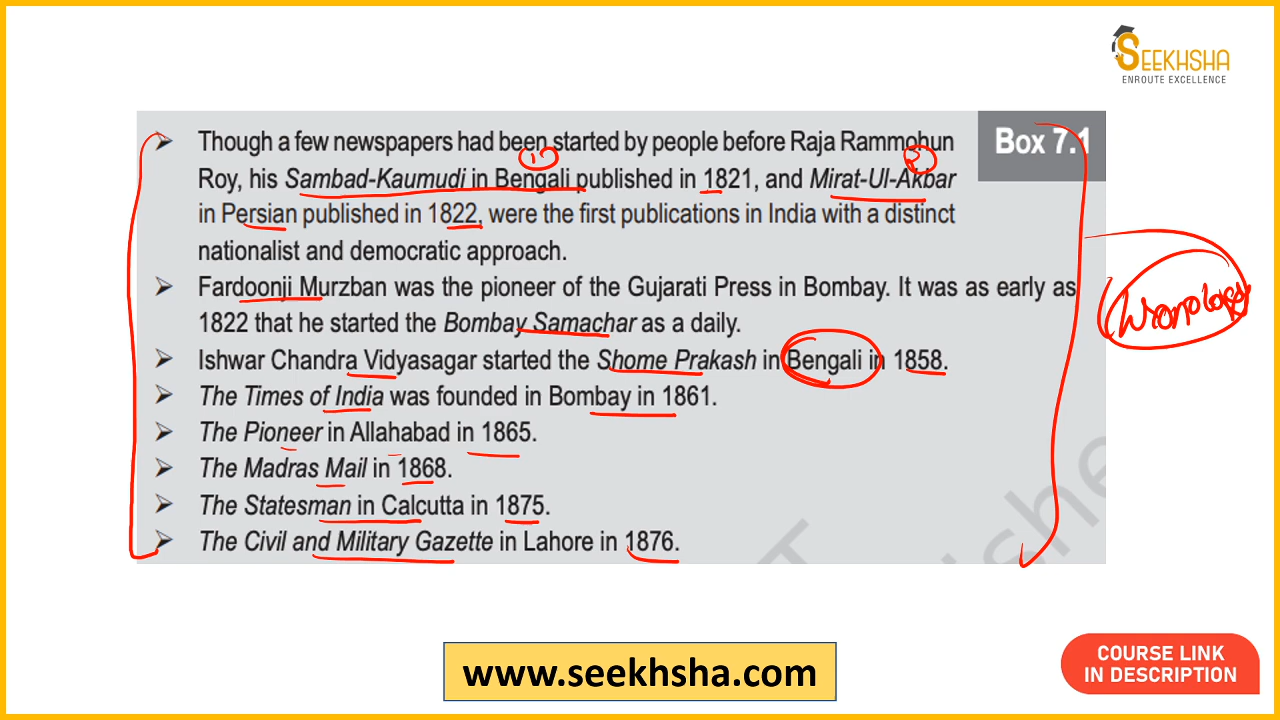 SEEKHSHA
ENROUTE EXCELLENCE
Box 7.1
➢ Though a few newspapers had been started by people before Raja Rammohun
Roy, his Sambad-Kaumudi in Bengali published in 1821, and Mirat-Ul-Akbar
in Persian published in 1822, were the first publications in India with a distinct
nationalist and democratic approach.
➢ Fardoonji Murzban was the pioneer of the Gujarati Press in Bombay. It was as early as
1822 that he started the Bombay Samachar as a daily.
➢ Ishwar Chandra Vidyasagar started the Shome Prakash in Bengali in 1858.
➢ The Times of India was founded in Bombay in 1861.
➢ The Pioneer in Allahabad in 1865.
➢ The Madras Mail in 1868.
➢ The Statesman in Calcutta in 1875.
➢ The Civil and Military Gazette in Lahore in 1876.
www.seekhsha.com
COURSE LINK
IN DESCRIPTION